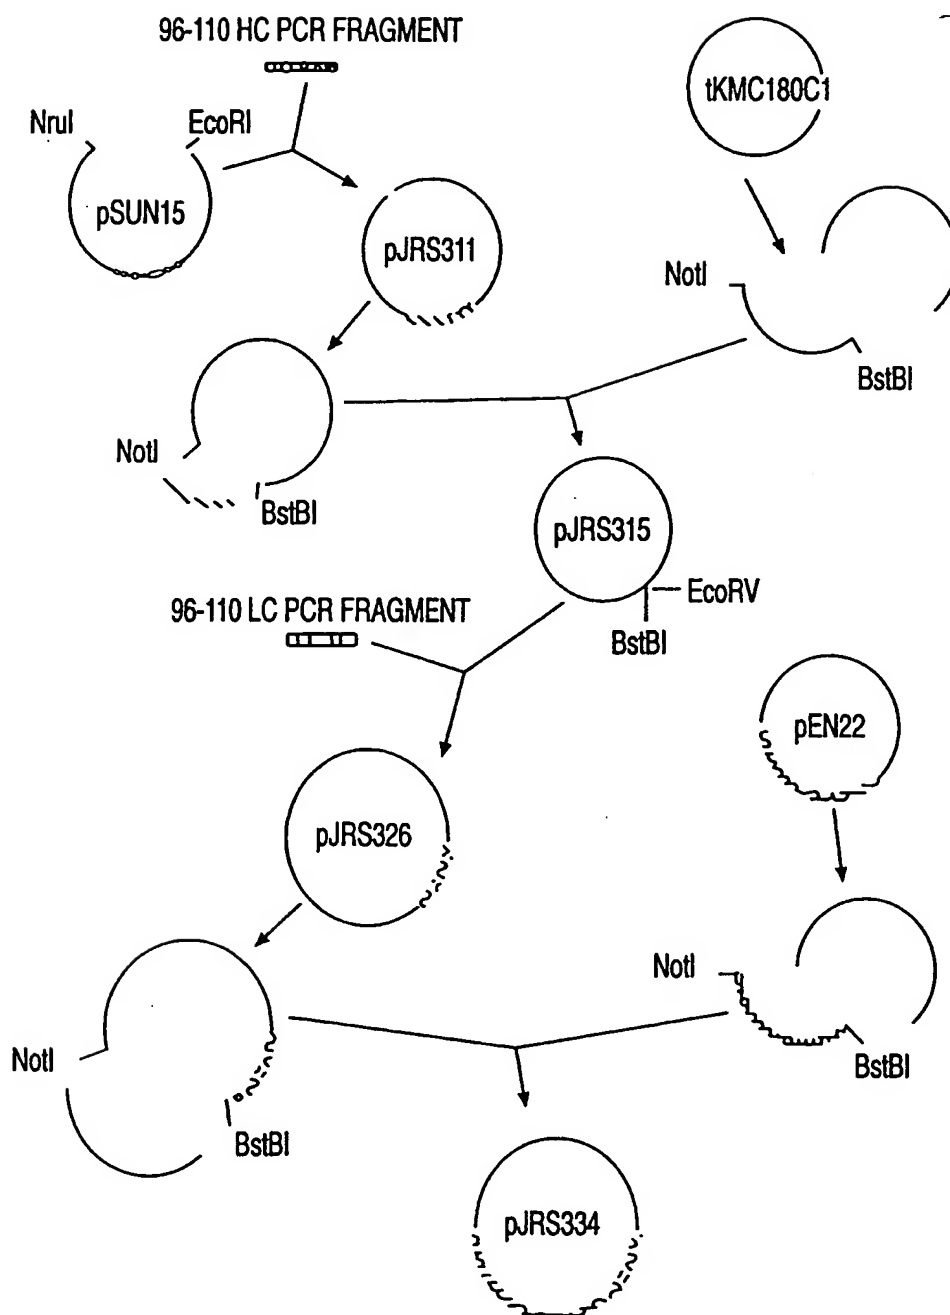 96-110 HC PCR FRAGMENT
tKMC180C1
NruI
EcoRI
pSUN15
pJRS311
NotI
BstBI
NotI
BstBI
pJRS315
EcoRV
BstBI
96-110 LC PCR FRAGMENT
pEN22
pJRS326
NotI
BstBI
NotI
BstBI
pJRS334